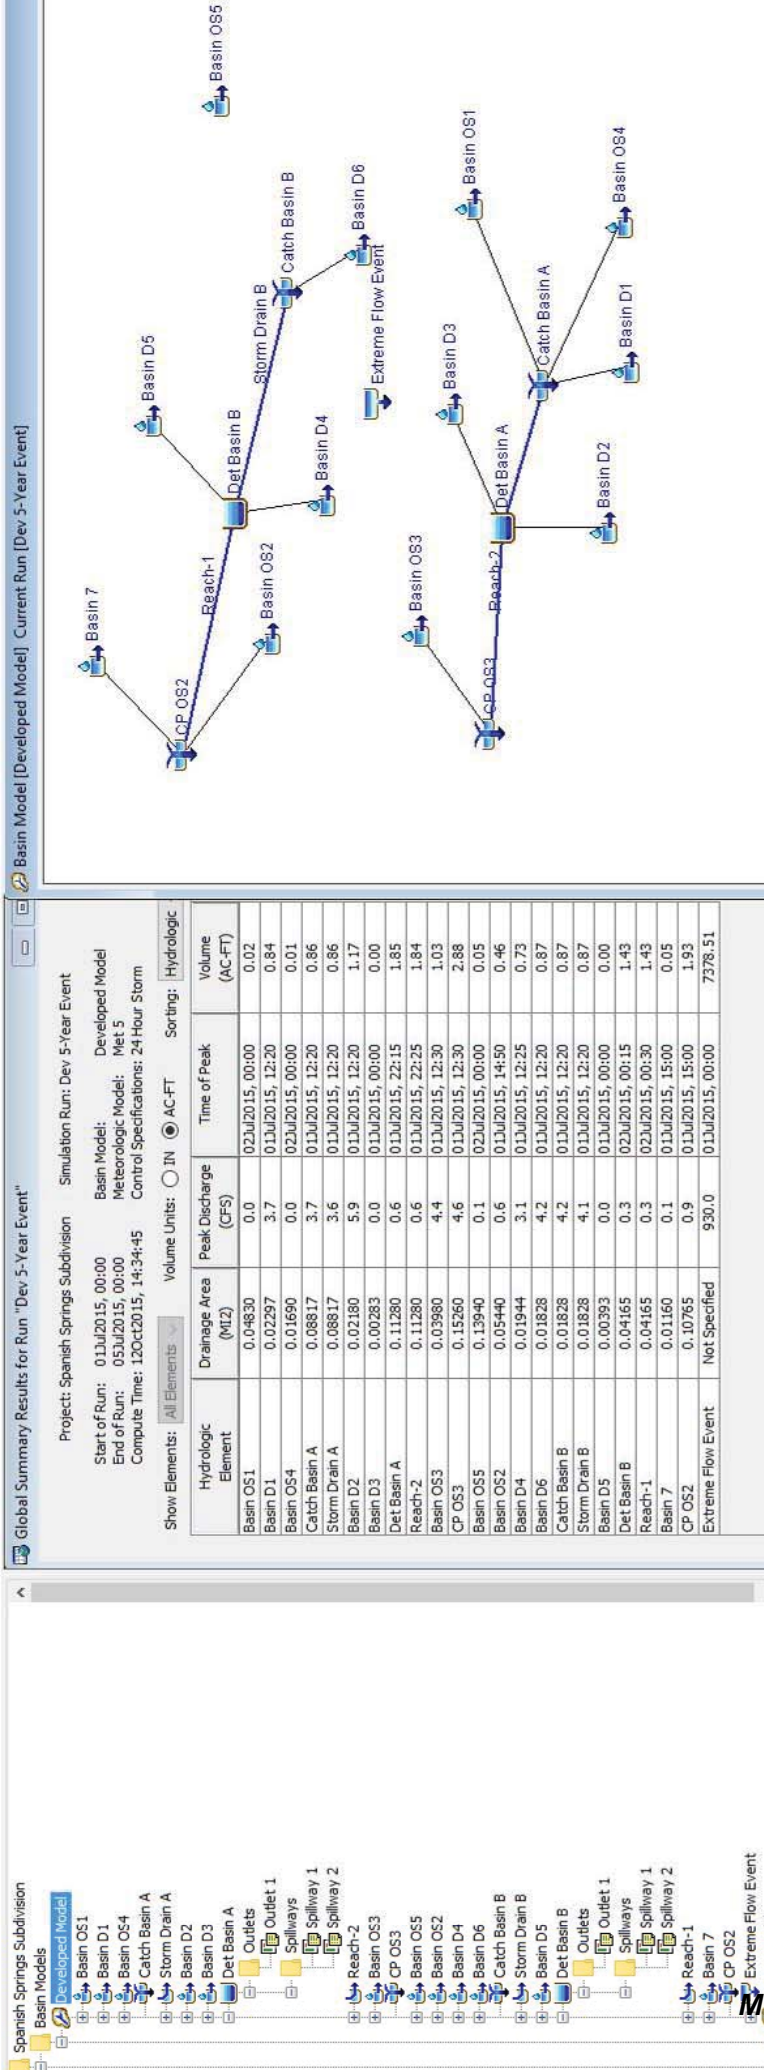 Spanish Springs Subdivision
Basin Models
Developed Model
Basin OS1
Basin D1
Basin OS4
Catch Basin A
Storm Drain A
Basin D2
Basin D3
Det Basin A
Outlets
Outlet 1
Spillways
Spillway 1
Spillway 2
Reach-2
Basin OS3
CP OS3
Basin OS5
Basin OS2
Basin D4
Basin D6
Catch Basin B
Storm Drain B
Basin D5
Det Basin B
Outlets
Outlet 1
Spillways
Spillway 1
Spillway 2
Reach-1
Basin 7
CP OS2
Extreme Flow Event
Global Summary Results for Run "Dev 5-Year Event"
Project: Spanish Springs Subdivision Simulation Run: Dev 5-Year Event
Start of Run: 01Jul2015, 00:00 Basin Model: Developed Model
End of Run: 05Jul2015, 00:00 Meteorologic Model: Met 5
Compute Time: 12Oct2015, 14:34:45 Control Specifications: 24 Hour Storm
Show Elements: All Elements Volume Units: IN AC-FT Sorting: Hydrologic
Hydrologic Element Drainage Area (MI2) Peak Discharge (CFS) Time of Peak Volume (AC-FT)
Basin OS1 0.04830 0.0 02Jul2015, 00:00 0.02
Basin D1 0.02297 3.7 01Jul2015, 12:20 0.84
Basin OS4 0.01690 0.0 02Jul2015, 00:00 0.01
Catch Basin A 0.08817 3.7 01Jul2015, 12:20 0.86
Storm Drain A 0.08817 3.6 01Jul2015, 12:20 0.86
Basin D2 0.02180 5.9 01Jul2015, 12:20 1.17
Basin D3 0.00283 0.0 01Jul2015, 00:00 0.00
Det Basin A 0.11280 0.6 01Jul2015, 22:15 1.85
Reach-2 0.11280 0.6 01Jul2015, 22:25 1.84
Basin OS3 0.03980 4.4 01Jul2015, 12:30 1.03
CP OS3 0.15260 4.6 01Jul2015, 12:30 2.88
Basin OS5 0.13940 0.1 02Jul2015, 00:00 0.05
Basin OS2 0.05440 0.6 01Jul2015, 14:50 0.46
Basin D4 0.01944 3.1 01Jul2015, 12:25 0.73
Basin D6 0.01828 4.2 01Jul2015, 12:20 0.87
Catch Basin B 0.01828 4.2 01Jul2015, 12:20 0.87
Storm Drain B 0.01828 4.1 01Jul2015, 12:20 0.87
Basin D5 0.00393 0.0 01Jul2015, 00:00 0.00
Det Basin B 0.04165 0.3 02Jul2015, 00:15 1.43
Reach-1 0.04165 0.3 02Jul2015, 00:30 1.43
Basin 7 0.01160 0.1 01Jul2015, 15:00 0.05
CP OS2 0.10765 0.9 01Jul2015, 15:00 1.93
Extreme Flow Event Not Specified 930.0 01Jul2015, 00:00 7378.51
Basin Model [Developed Model] Current Run [Dev 5-Year Event]
Basin 7
Basin D5
Basin OS5
CP OS2
Reach-1
Det Basin B
Storm Drain B
Catch Basin B
Basin OS2
Basin D4
Basin D6
Extreme Flow Event
Basin OS3
Basin D3
Basin OS1
CP OS3
Reach-2
Det Basin A
Catch Basin A
Basin D2
Basin D1
Basin OS4